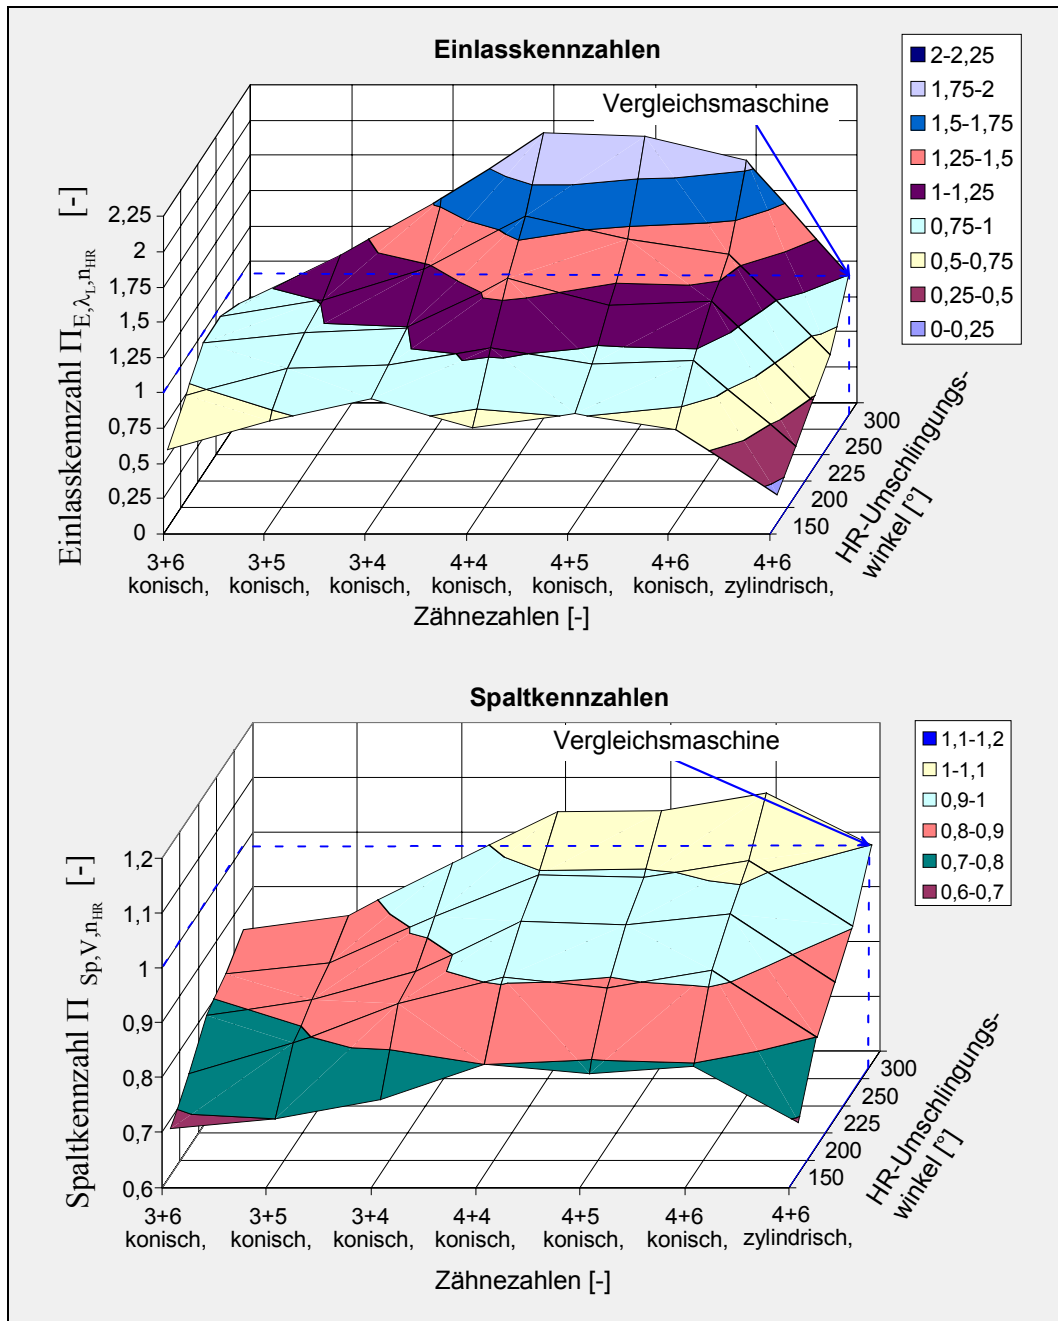 Einlasskennzahlen
Vergleichsmaschine
2-2,25
1,75-2
1,5-1,75
1,25-1,5
1-1,25
0,75-1
0,5-0,75
0,25-0,5
0-0,25
Einlasskennzahl Π E,λL,nHR [-]
2,25
2
1,75
1,5
1,25
1
0,75
0,5
0,25
0
300
250
225
200
150
HR-Umschlingungs-
winkel [°]
3+6 3+5 3+4 4+4 4+5 4+6 4+6
konisch, konisch, konisch, konisch, konisch, konisch, zylindrisch,
Zähnezahlen [-]
Spaltkennzahlen
Vergleichsmaschine
1,1-1,2
1-1,1
0,9-1
0,8-0,9
0,7-0,8
0,6-0,7
Spaltkennzahl Π Sp,V,nHR [-]
1,2
1,1
1
0,9
0,8
0,7
0,6
300
250
225
200
150
HR-Umschlingungs-
winkel [°]
3+6 3+5 3+4 4+4 4+5 4+6 4+6
konisch, konisch, konisch, konisch, konisch, konisch, zylindrisch,
Zähnezahlen [-]